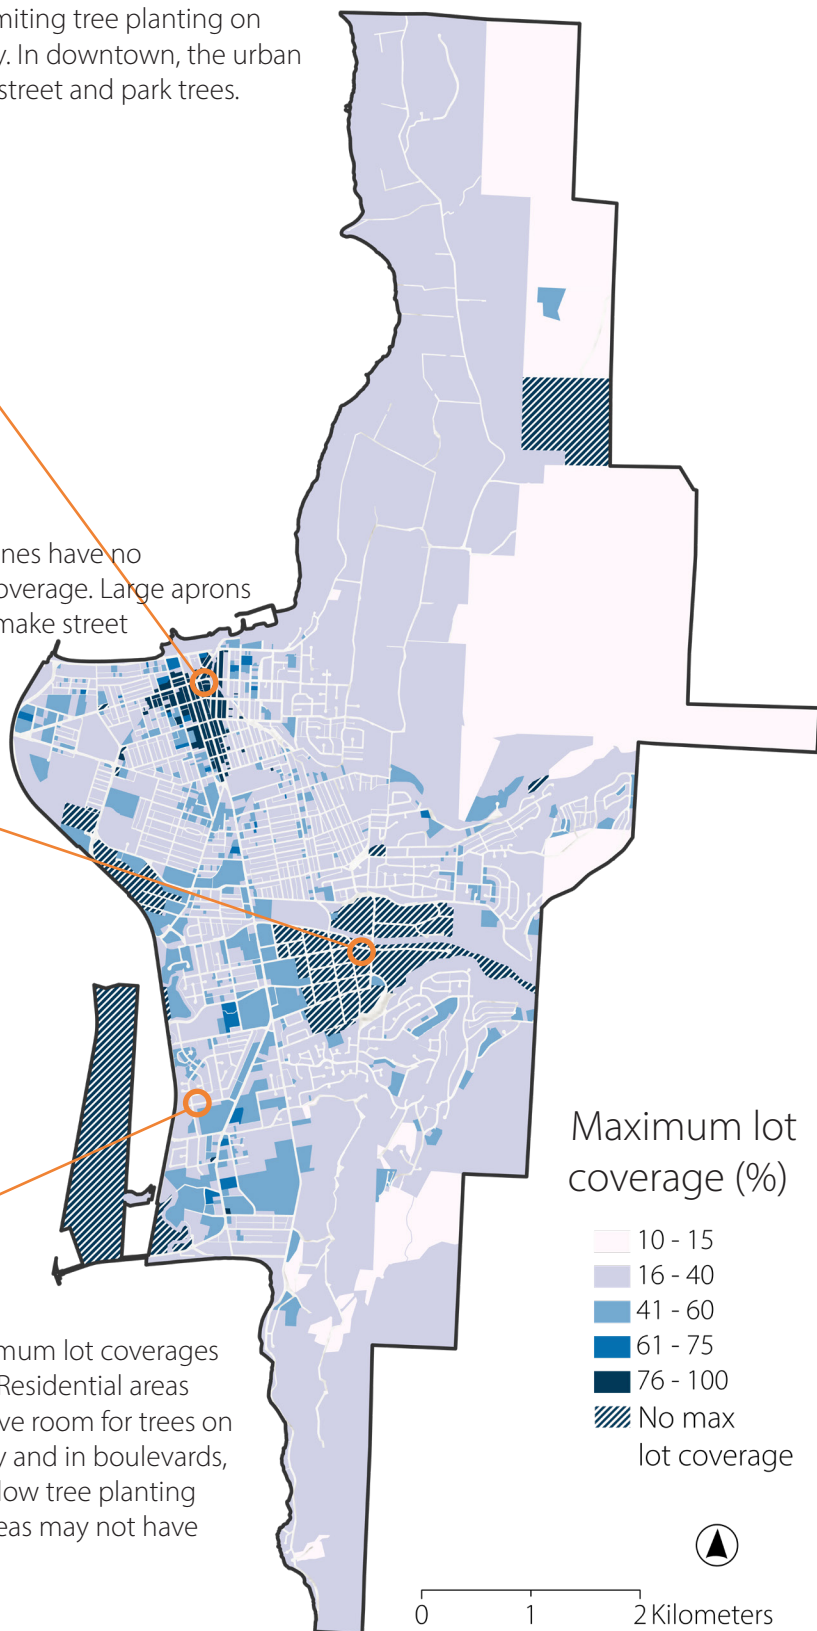 miting tree planting on
y. In downtown, the urban
street and park trees.
nes have no
overage. Large aprons
make street
Maximum lot
coverage (%)
10 - 15
16 - 40
41 - 60
61 - 75
76 - 100
No max
lot coverage
mum lot coverages
Residential areas
ve room for trees on
y and in boulevards,
low tree planting
eas may not have
0 1 2 Kilometers